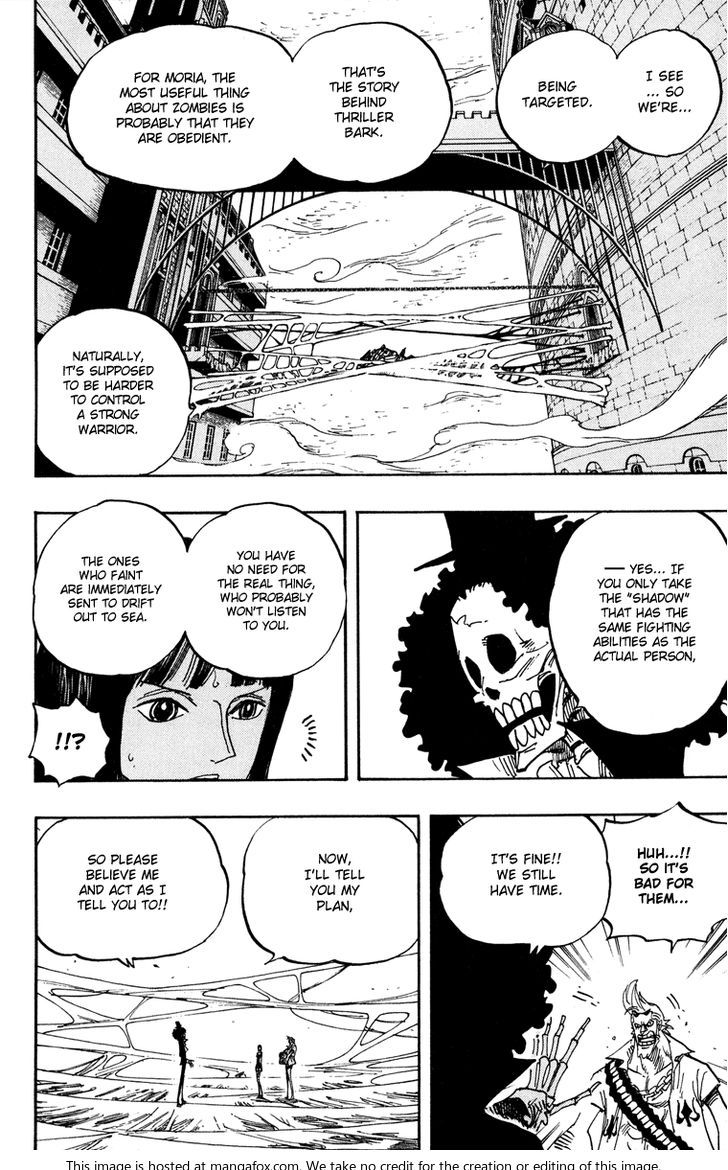 I SEE
... SO
WE'RE...
BEING
TARGETED.
THAT'S
THE STORY
BEHIND
THRILLER
BARK.
FOR MORIA, THE
MOST USEFUL THING
ABOUT ZOMBIES IS
PROBABLY THAT THEY
ARE OBEDIENT.
NATURALLY,
IT'S SUPPOSED
TO BE HARDER
TO CONTROL
A STRONG
WARRIOR.
— YES... IF
YOU ONLY TAKE
THE "SHADOW"
THAT HAS THE
SAME FIGHTING
ABILITIES AS THE
ACTUAL PERSON,
YOU HAVE
NO NEED FOR
THE REAL THING,
WHO PROBABLY
WON'T LISTEN
TO YOU.
THE ONES
WHO FAINT
ARE IMMEDIATELY
SENT TO DRIFT
OUT TO SEA.
!!?
HUH...!!
SO IT'S
BAD FOR
THEM...
IT'S FINE!!
WE STILL
HAVE TIME.
NOW,
I'LL TELL
YOU MY
PLAN,
SO PLEASE
BELIEVE ME
AND ACT AS I
TELL YOU TO!!
This image is hosted at mangafox.com. We take no credit for the creation or editing of this image.